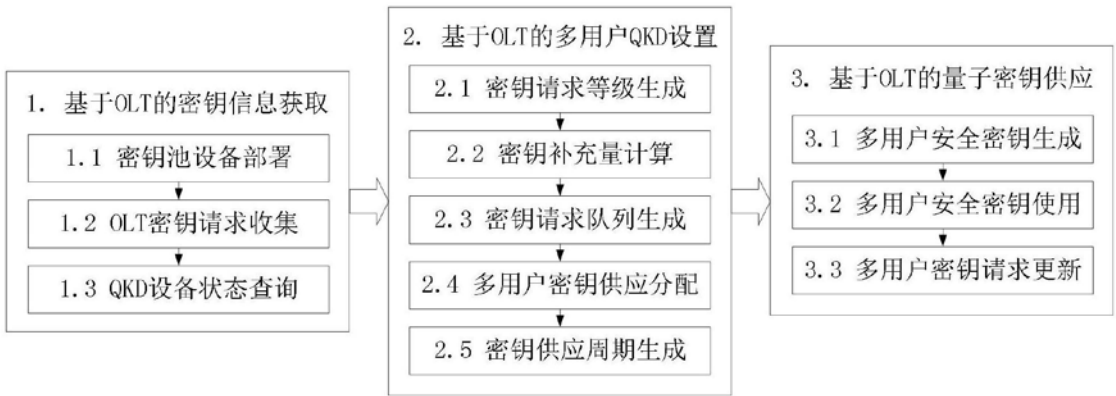 1. 基于OLT的密钥信息获取
1.1 密钥池设备部署
1.2 OLT密钥请求收集
1.3 QKD设备状态查询
2. 基于OLT的多用户QKD设置
2.1 密钥请求等级生成
2.2 密钥补充量计算
2.3 密钥请求队列生成
2.4 多用户密钥供应分配
2.5 密钥供应周期生成
3. 基于OLT的量子密钥供应
3.1 多用户安全密钥生成
3.2 多用户安全密钥使用
3.3 多用户密钥请求更新